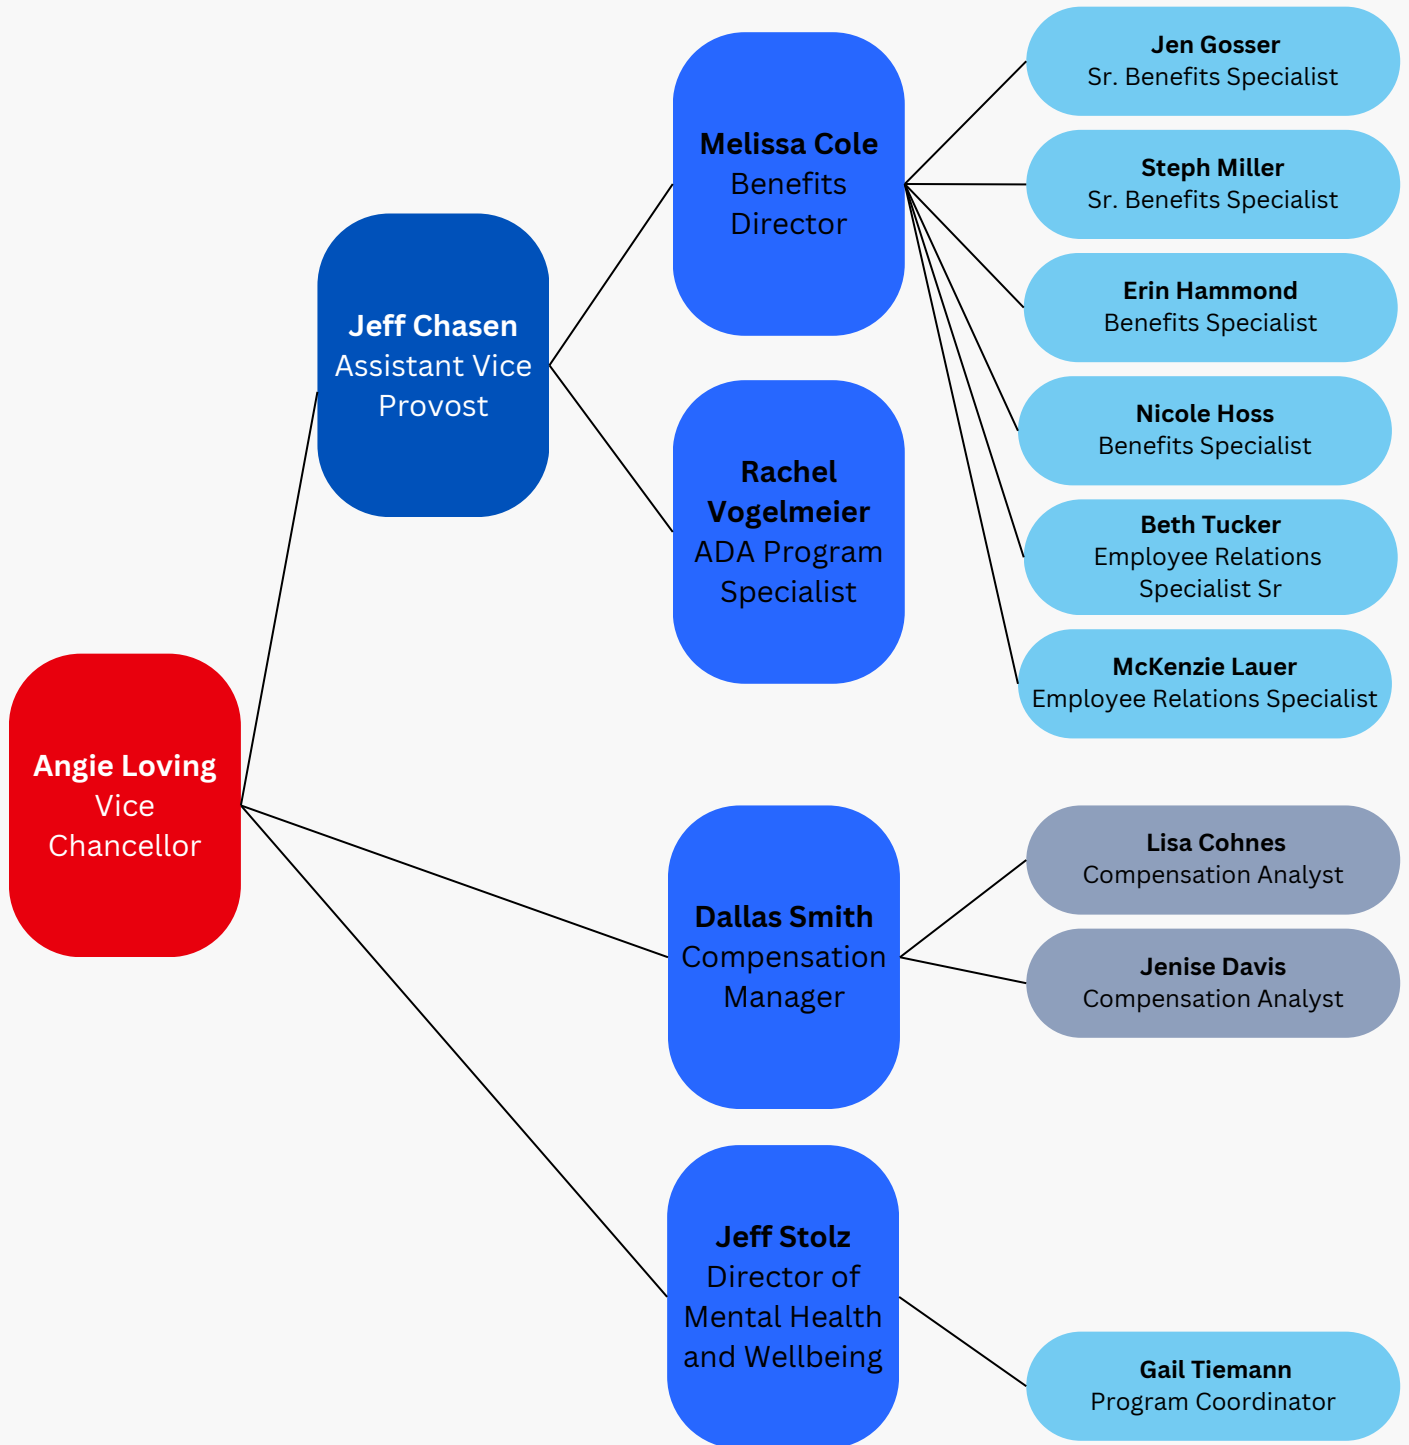 Angie Loving
Vice
Chancellor
Jeff Chasen
Assistant Vice
Provost
Melissa Cole
Benefits
Director
Rachel
Vogelmeier
ADA Program
Specialist
Jen Gosser
Sr. Benefits Specialist
Steph Miller
Sr. Benefits Specialist
Erin Hammond
Benefits Specialist
Nicole Hoss
Benefits Specialist
Beth Tucker
Employee Relations
Specialist Sr
McKenzie Lauer
Employee Relations Specialist
Dallas Smith
Compensation
Manager
Lisa Cohnes
Compensation Analyst
Jenise Davis
Compensation Analyst
Jeff Stolz
Director of
Mental Health
and Wellbeing
Gail Tiemann
Program Coordinator